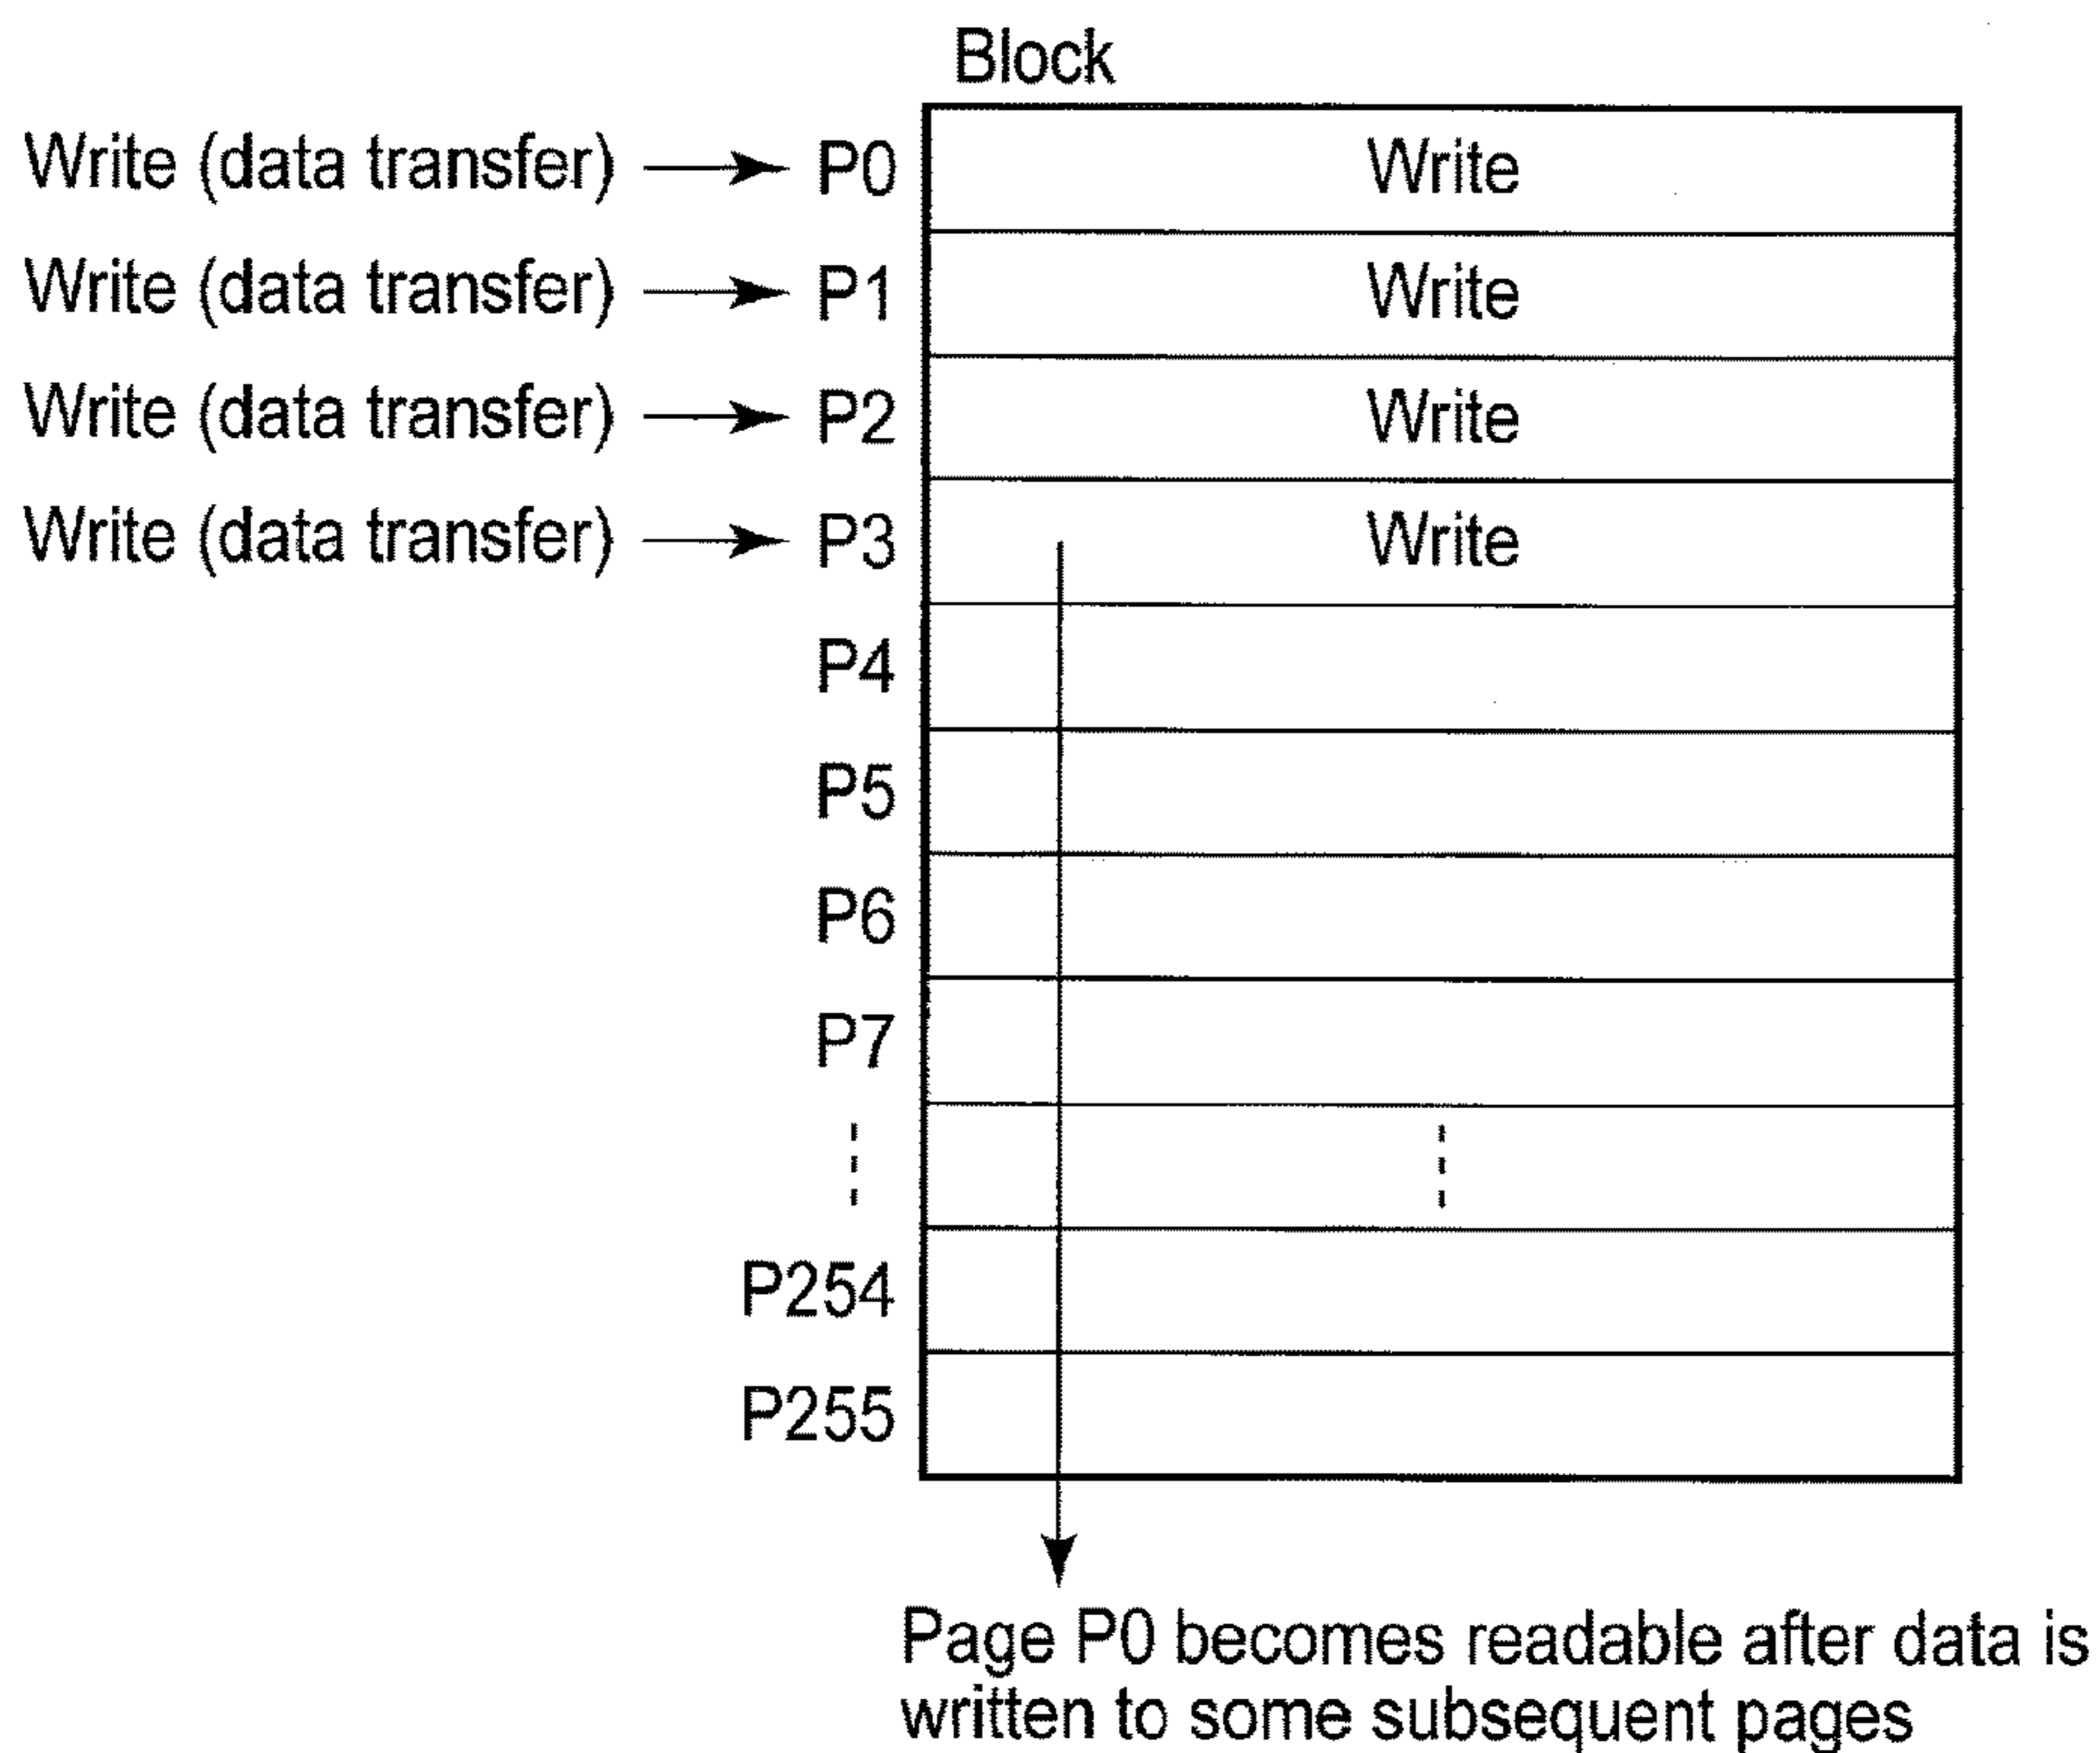 Block
Write (data transfer) P0 Write
Write (data transfer) P1 Write
Write (data transfer) P2 Write
Write (data transfer) P3 Write
P4
P5
P6
P7
P254
P255
Page P0 becomes readable after data is
written to some subsequent pages